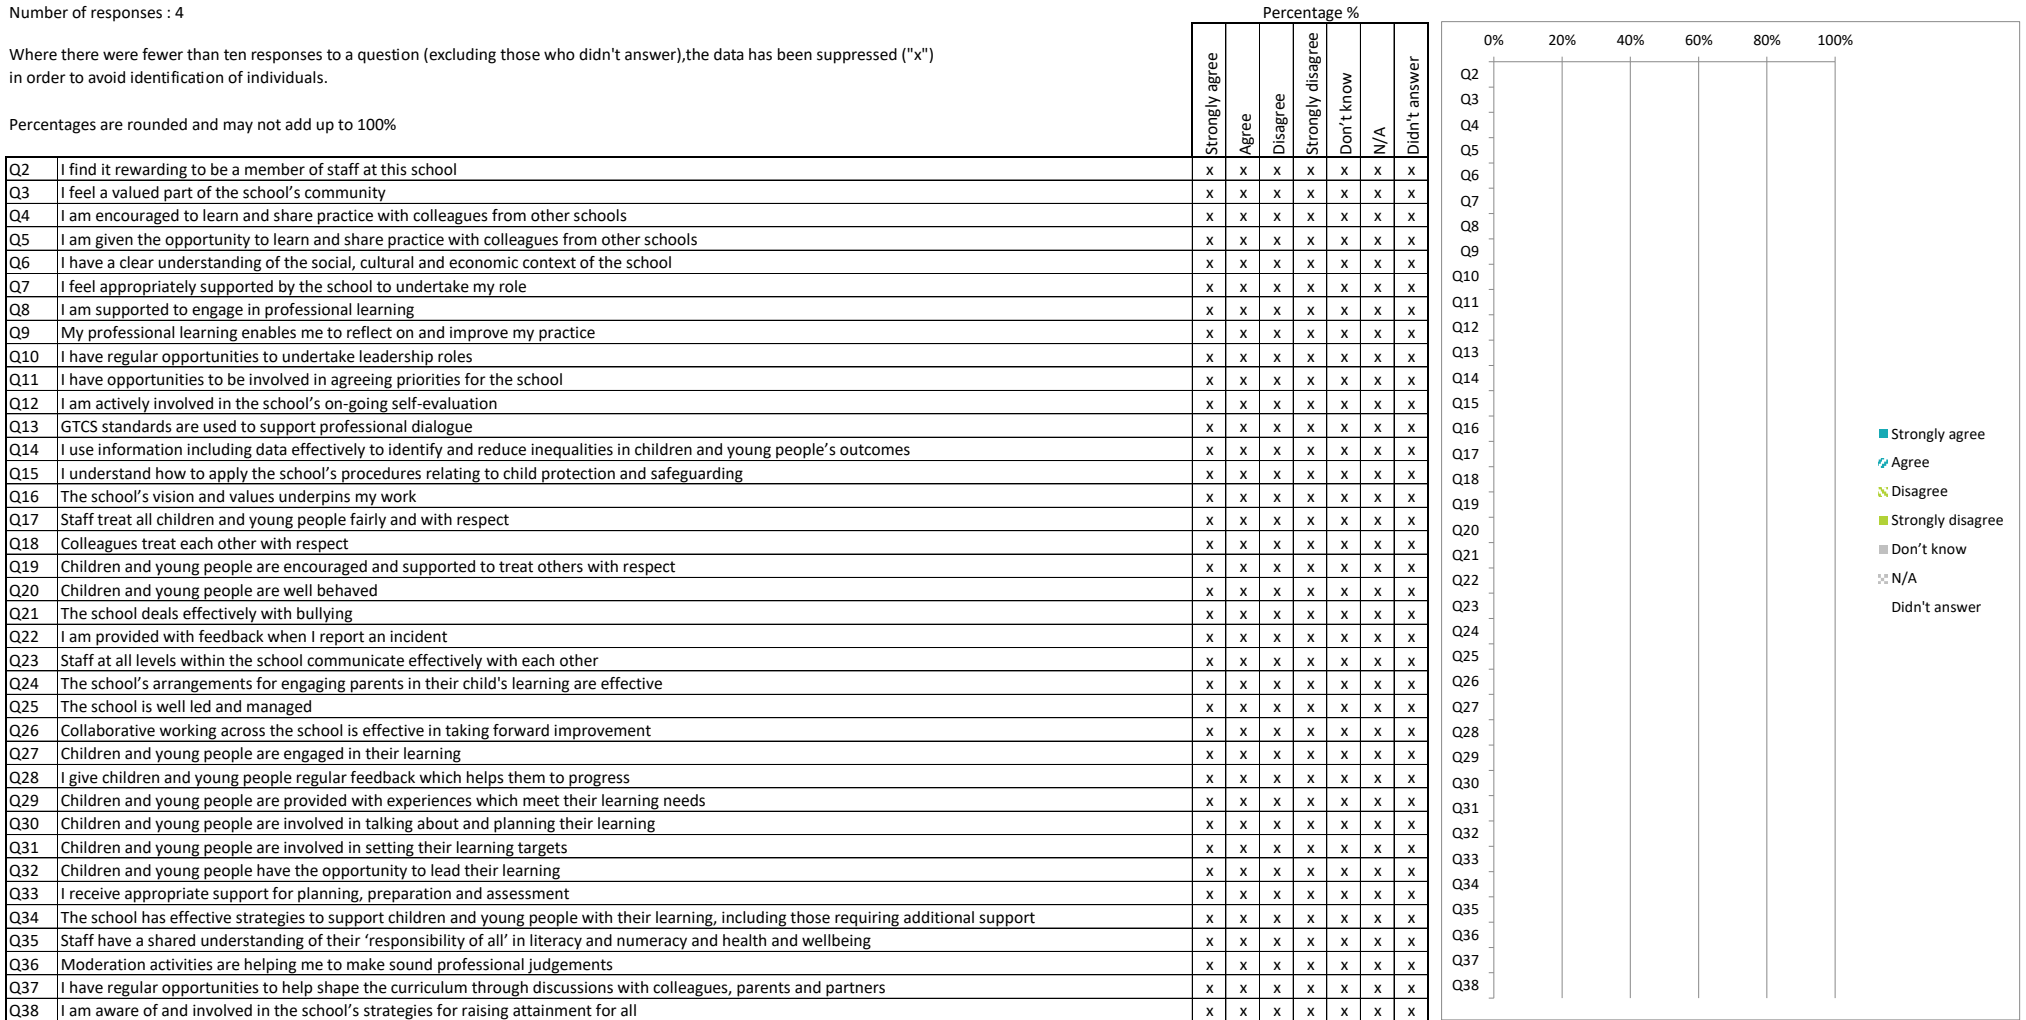 Number of responses : 4
Percentage %
Where there were fewer than ten responses to a question (excluding those who didn't answer),the data has been suppressed ("x")
in order to avoid identification of individuals.
Percentages are rounded and may not add up to 100%
Strongly agree
Agree
Disagree
Strongly disagree
Don't know
N/A
Didn't answer
Q2 I find it rewarding to be a member of staff at this school x x x x x x x
Q3 I feel a valued part of the school’s community x x x x x x x
Q4 I am encouraged to learn and share practice with colleagues from other schools x x x x x x x
Q5 I am given the opportunity to learn and share practice with colleagues from other schools x x x x x x x
Q6 I have a clear understanding of the social, cultural and economic context of the school x x x x x x x
Q7 I feel appropriately supported by the school to undertake my role x x x x x x x
Q8 I am supported to engage in professional learning x x x x x x x
Q9 My professional learning enables me to reflect on and improve my practice x x x x x x x
Q10 I have regular opportunities to undertake leadership roles x x x x x x x
Q11 I have opportunities to be involved in agreeing priorities for the school x x x x x x x
Q12 I am actively involved in the school’s on-going self-evaluation x x x x x x x
Q13 GTCS standards are used to support professional dialogue x x x x x x x
Q14 I use information including data effectively to identify and reduce inequalities in children and young people’s outcomes x x x x x x x
Q15 I understand how to apply the school’s procedures relating to child protection and safeguarding x x x x x x x
Q16 The school’s vision and values underpins my work x x x x x x x
Q17 Staff treat all children and young people fairly and with respect x x x x x x x
Q18 Colleagues treat each other with respect x x x x x x x
Q19 Children and young people are encouraged and supported to treat others with respect x x x x x x x
Q20 Children and young people are well behaved x x x x x x x
Q21 The school deals effectively with bullying x x x x x x x
Q22 I am provided with feedback when I report an incident x x x x x x x
Q23 Staff at all levels within the school communicate effectively with each other x x x x x x x
Q24 The school’s arrangements for engaging parents in their child's learning are effective x x x x x x x
Q25 The school is well led and managed x x x x x x x
Q26 Collaborative working across the school is effective in taking forward improvement x x x x x x x
Q27 Children and young people are engaged in their learning x x x x x x x
Q28 I give children and young people regular feedback which helps them to progress x x x x x x x
Q29 Children and young people are provided with experiences which meet their learning needs x x x x x x x
Q30 Children and young people are involved in talking about and planning their learning x x x x x x x
Q31 Children and young people are involved in setting their learning targets x x x x x x x
Q32 Children and young people have the opportunity to lead their learning x x x x x x x
Q33 I receive appropriate support for planning, preparation and assessment x x x x x x x
Q34 The school has effective strategies to support children and young people with their learning, including those requiring additional support x x x x x x x
Q35 Staff have a shared understanding of their ‘responsibility of all’ in literacy and numeracy and health and wellbeing x x x x x x x
Q36 Moderation activities are helping me to make sound professional judgements x x x x x x x
Q37 I have regular opportunities to help shape the curriculum through discussions with colleagues, parents and partners x x x x x x x
Q38 I am aware of and involved in the school’s strategies for raising attainment for all x x x x x x x
0% 20% 40% 60% 80% 100%
Q2
Q3
Q4
Q5
Q6
Q7
Q8
Q9
Q10
Q11
Q12
Q13
Q14
Q15
Q16
Q17
Q18
Q19
Q20
Q21
Q22
Q23
Q24
Q25
Q26
Q27
Q28
Q29
Q30
Q31
Q32
Q33
Q34
Q35
Q36
Q37
Q38
Strongly agree
Agree
Disagree
Strongly disagree
Don’t know
N/A
Didn't answer